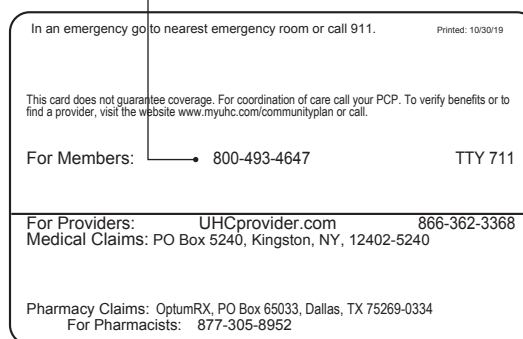 In an emergency go to nearest emergency room or call 911. Printed: 10/30/19
This card does not guarantee coverage. For coordination of care call your PCP. To verify benefits or to
find a provider, visit the website www.myuhc.com/communityplan or call.
For Members: 800-493-4647 TTY 711
For Providers: UHCprovider.com 866-362-3368
Medical Claims: PO Box 5240, Kingston, NY, 12402-5240
Pharmacy Claims: OptumRX, PO Box 65033, Dallas, TX 75269-0334
For Pharmacists: 877-305-8952